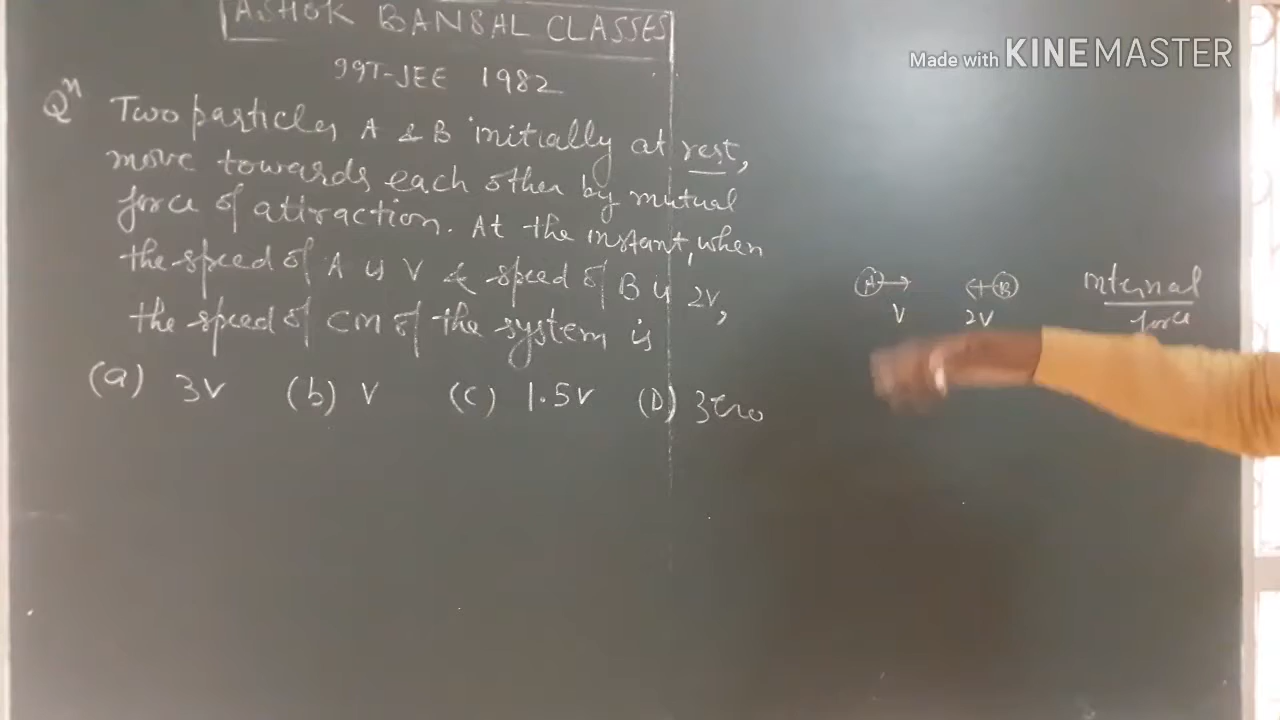 ASHOK BANSAL CLASSES
Made with KINEMASTER
IIT-JEE 1982
Qn Two particles A & B initially at rest,
move towards each other by mutual
force of attraction. At the instant, when
the speed of A is V & speed of B is 2V,
the speed of CM of the system is
(a) 3V (b) V (C) 1.5V (D) zero
A B internal
V 2V force